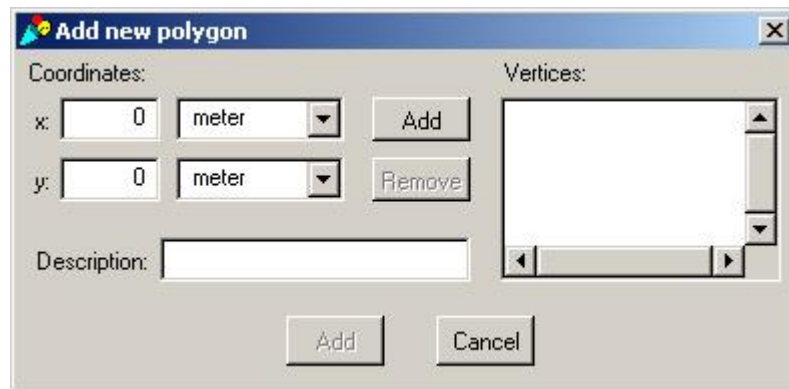 Add new polygon
Coordinates:
Vertices:
x: 0 meter Add
y: 0 meter Remove
Description:
Add Cancel